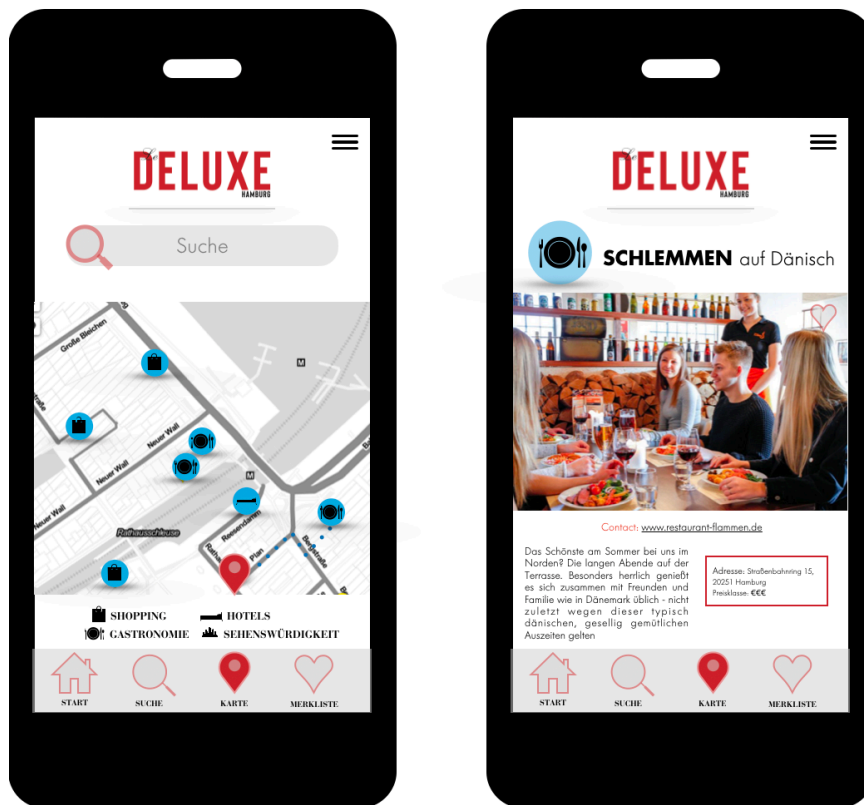 Le
DELUXE
HAMBURG
Suche
Große Bleichen
M
Neuer Wall
Neuer Wall
Neuer Wall
M
Rathausschleuse
Reesendamm
Plan
Bergstraße
SHOPPING
HOTELS
GASTRONOMIE
SEHENSWÜRDIGKEIT
START
SUCHE
KARTE
MERKLISTE
Le
DELUXE
HAMBURG
SCHLEMMEN auf Dänisch
Contact: www.restaurant-flammen.de
Das Schönste am Sommer bei uns im
Norden? Die langen Abende auf der
Terrasse. Besonders herrlich genießt
es sich zusammen mit Freunden und
Familie wie in Dänemark üblich - nicht
zuletzt wegen dieser typisch
dänischen, gesellig gemütlichen
Auszeiten gelten
Adresse: Straßenbahnring 15,
20251 Hamburg
Preisklasse: €€€
START
SUCHE
KARTE
MERKLISTE